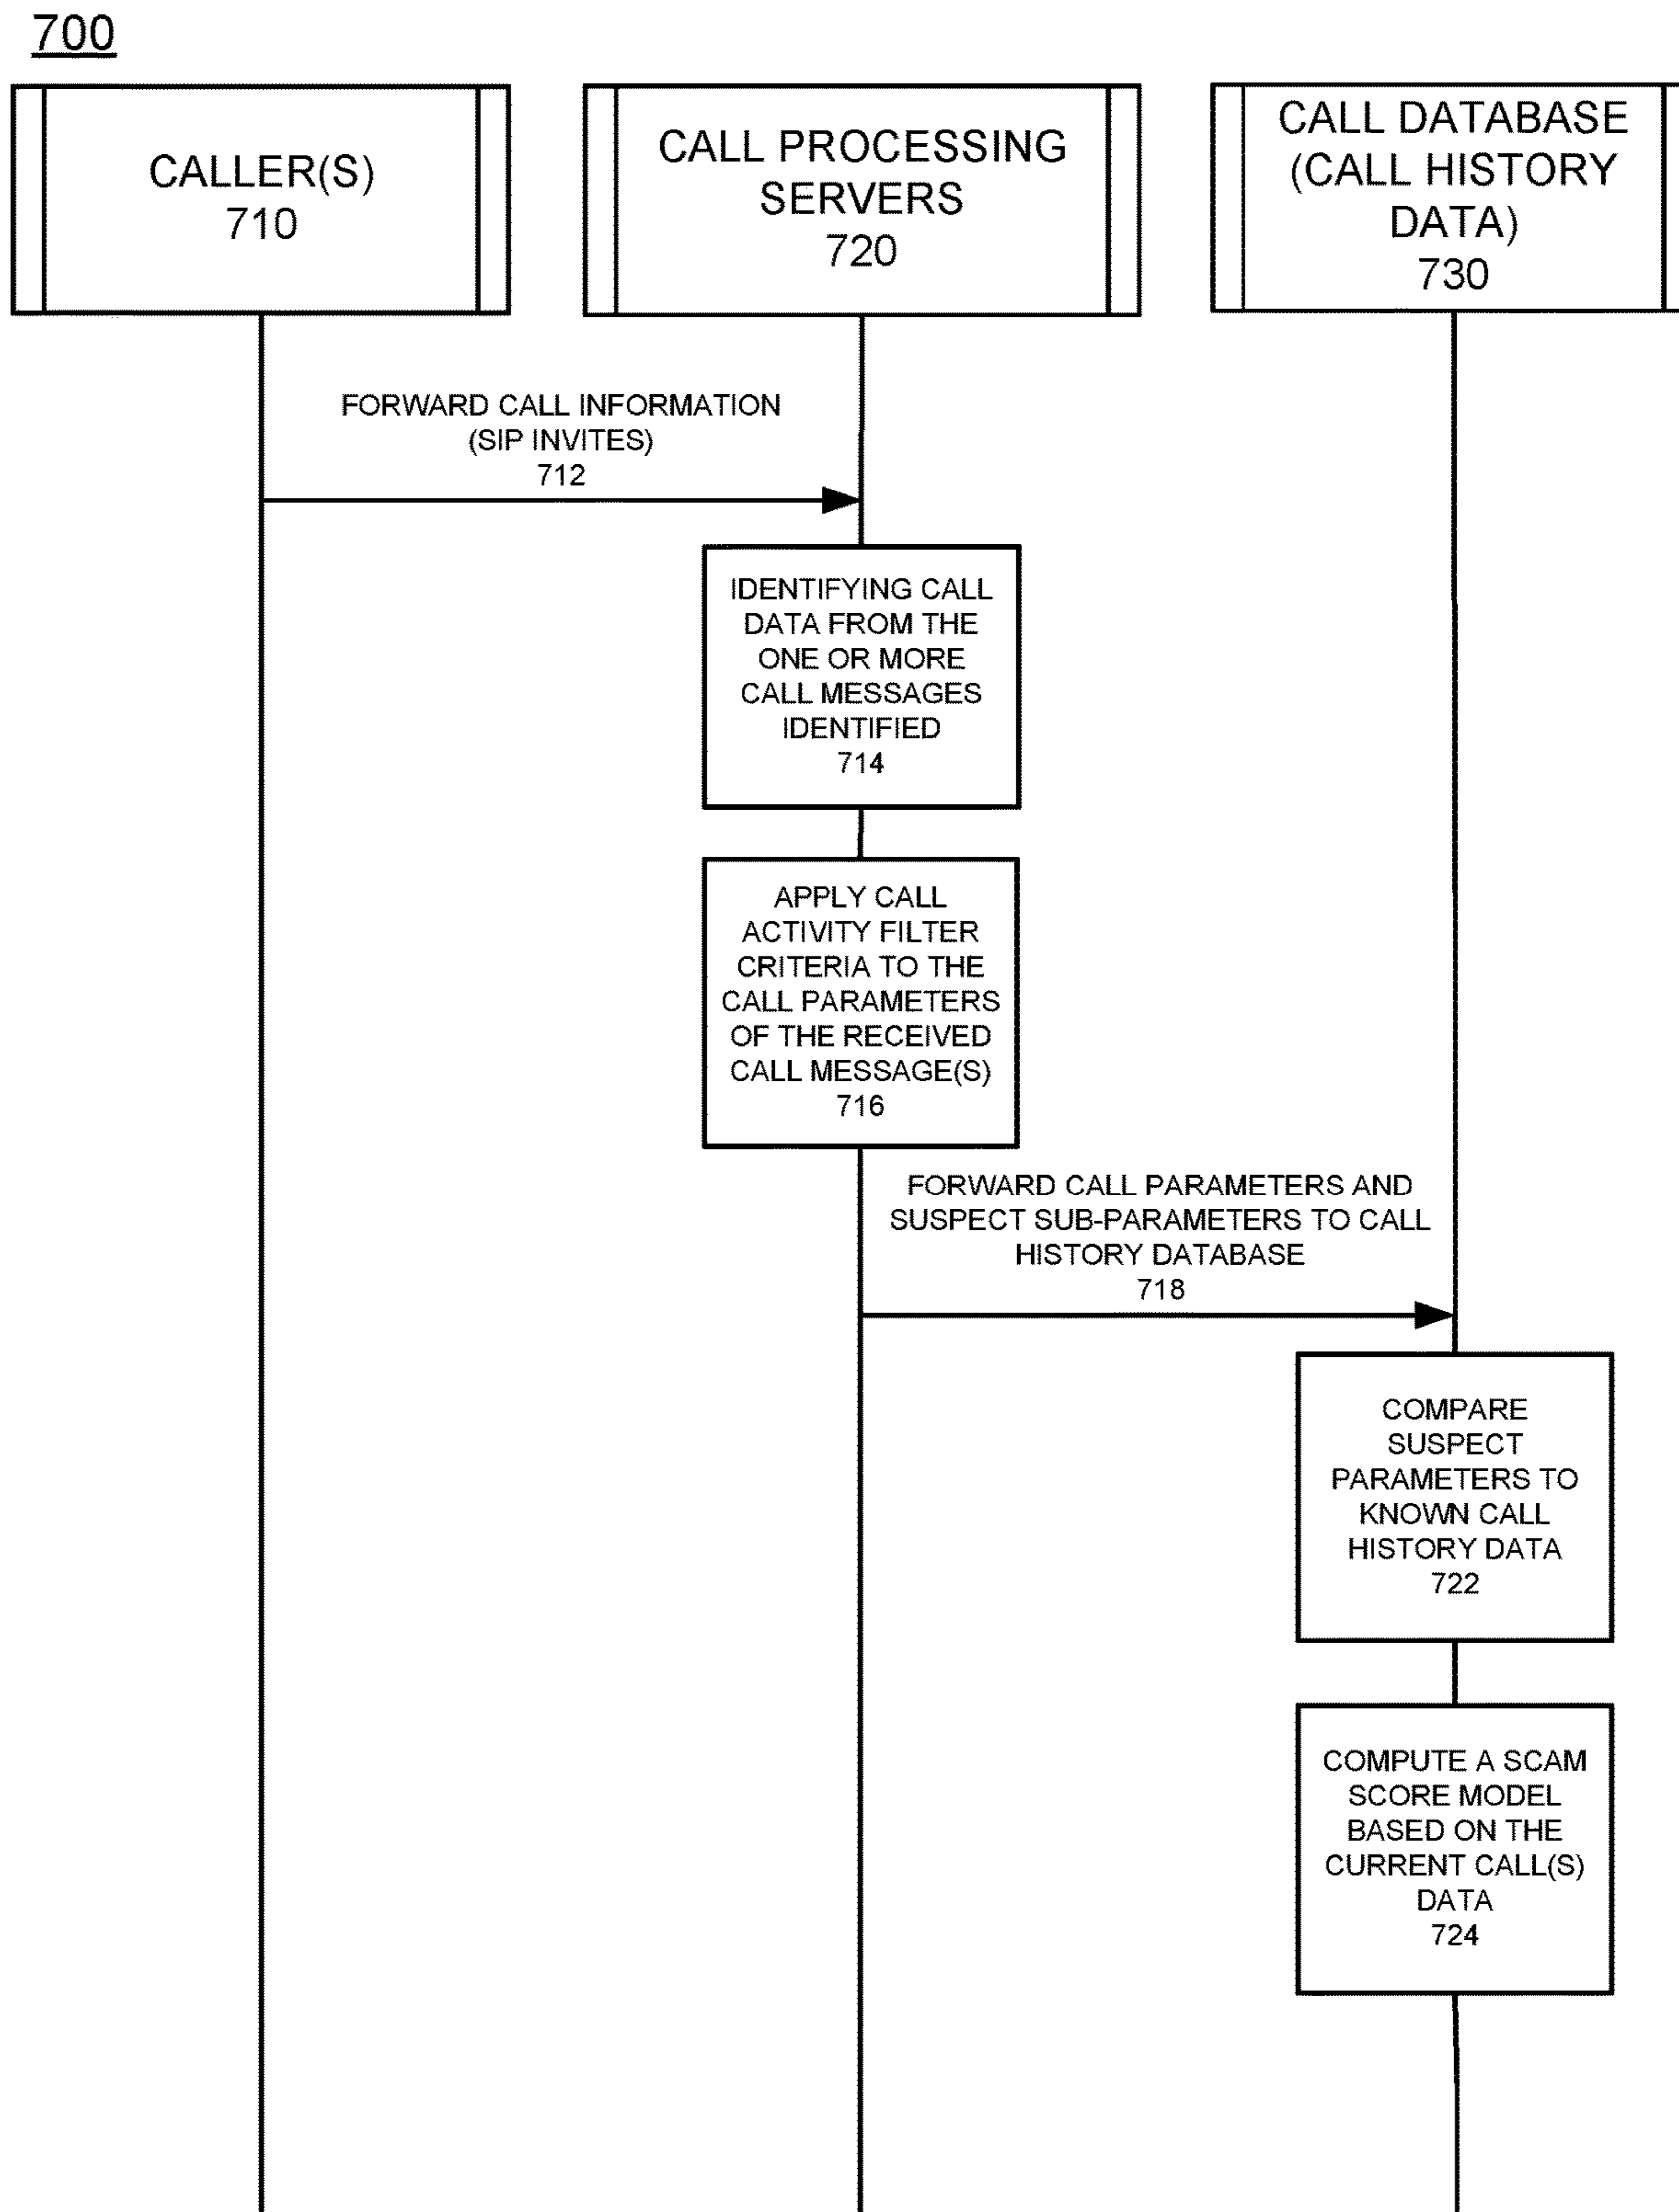 700
CALLER(S)
710
CALL PROCESSING
SERVERS
720
CALL DATABASE
(CALL HISTORY
DATA)
730
FORWARD CALL INFORMATION
(SIP INVITES)
712
IDENTIFYING CALL
DATA FROM THE
ONE OR MORE
CALL MESSAGES
IDENTIFIED
714
APPLY CALL
ACTIVITY FILTER
CRITERIA TO THE
CALL PARAMETERS
OF THE RECEIVED
CALL MESSAGE(S)
716
FORWARD CALL PARAMETERS AND
SUSPECT SUB-PARAMETERS TO CALL
HISTORY DATABASE
718
COMPARE
SUSPECT
PARAMETERS TO
KNOWN CALL
HISTORY DATA
722
COMPUTE A SCAM
SCORE MODEL
BASED ON THE
CURRENT CALL(S)
DATA
724